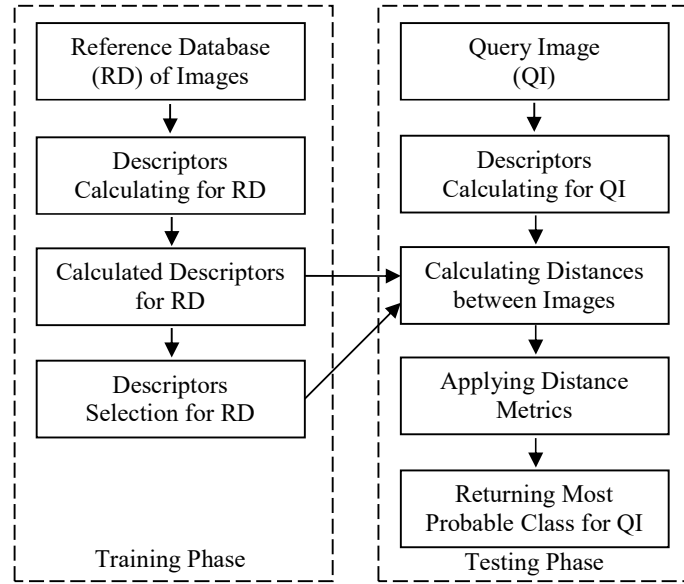 Reference Database
(RD) of Images
Descriptors
Calculating for RD
Calculated Descriptors
for RD
Descriptors
Selection for RD
Training Phase
Query Image
(QI)
Descriptors
Calculating for QI
Calculating Distances
between Images
Applying Distance
Metrics
Returning Most
Probable Class for QI
Testing Phase